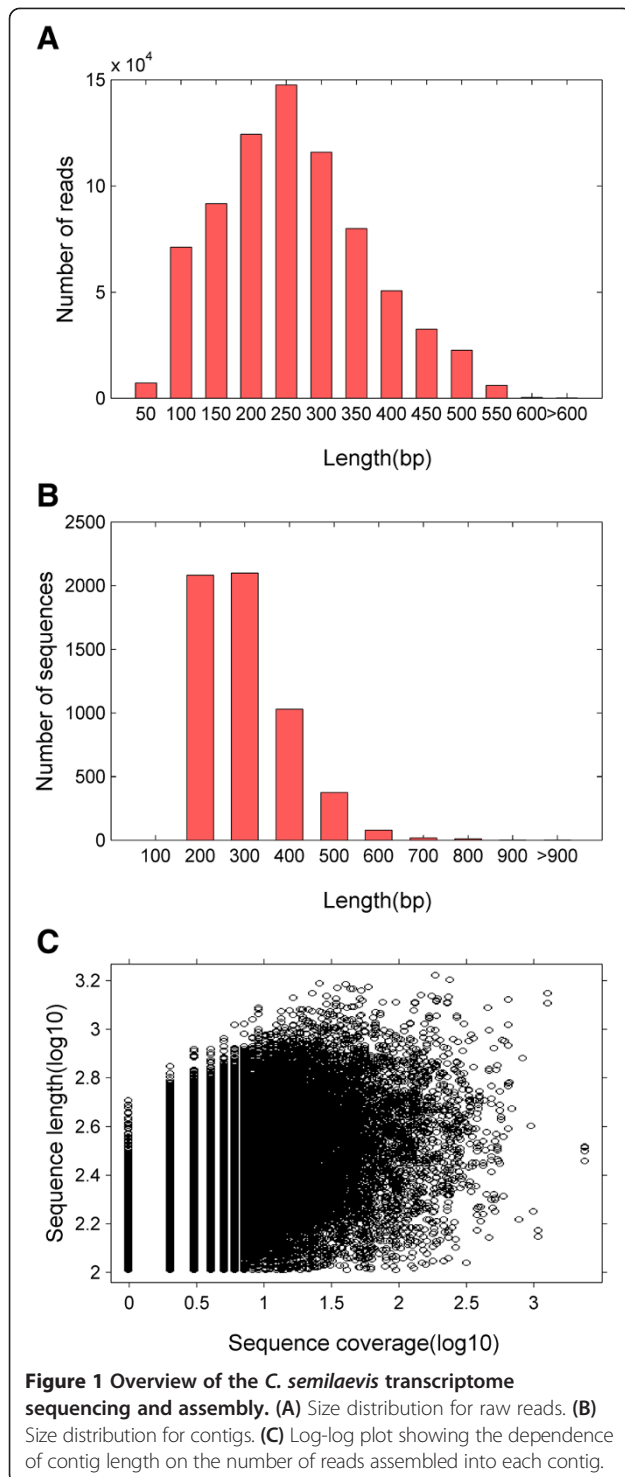 A
x 10^4
15
10
5
0
Number of reads
50 100 150 200 250 300 350 400 450 500 550 600 >600
Length(bp)
B
2500
2000
1500
1000
500
0
Number of sequences
100 200 300 400 500 600 700 800 900 >900
Length(bp)
C
3.2
3
2.8
2.6
2.4
2.2
2
Sequence length(log10)
0 0.5 1 1.5 2 2.5 3
Sequence coverage(log10)
Figure 1 Overview of the C. semilaevis transcriptome
sequencing and assembly. (A) Size distribution for raw reads. (B)
Size distribution for contigs. (C) Log-log plot showing the dependence
of contig length on the number of reads assembled into each contig.